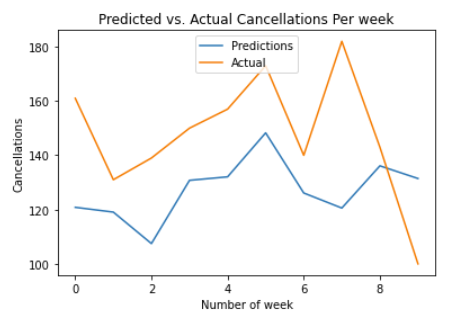 Predicted vs. Actual Cancellations Per week
Predictions
Actual
180
160
140
120
100
Cancellations
0 2 4 6 8
Number of week